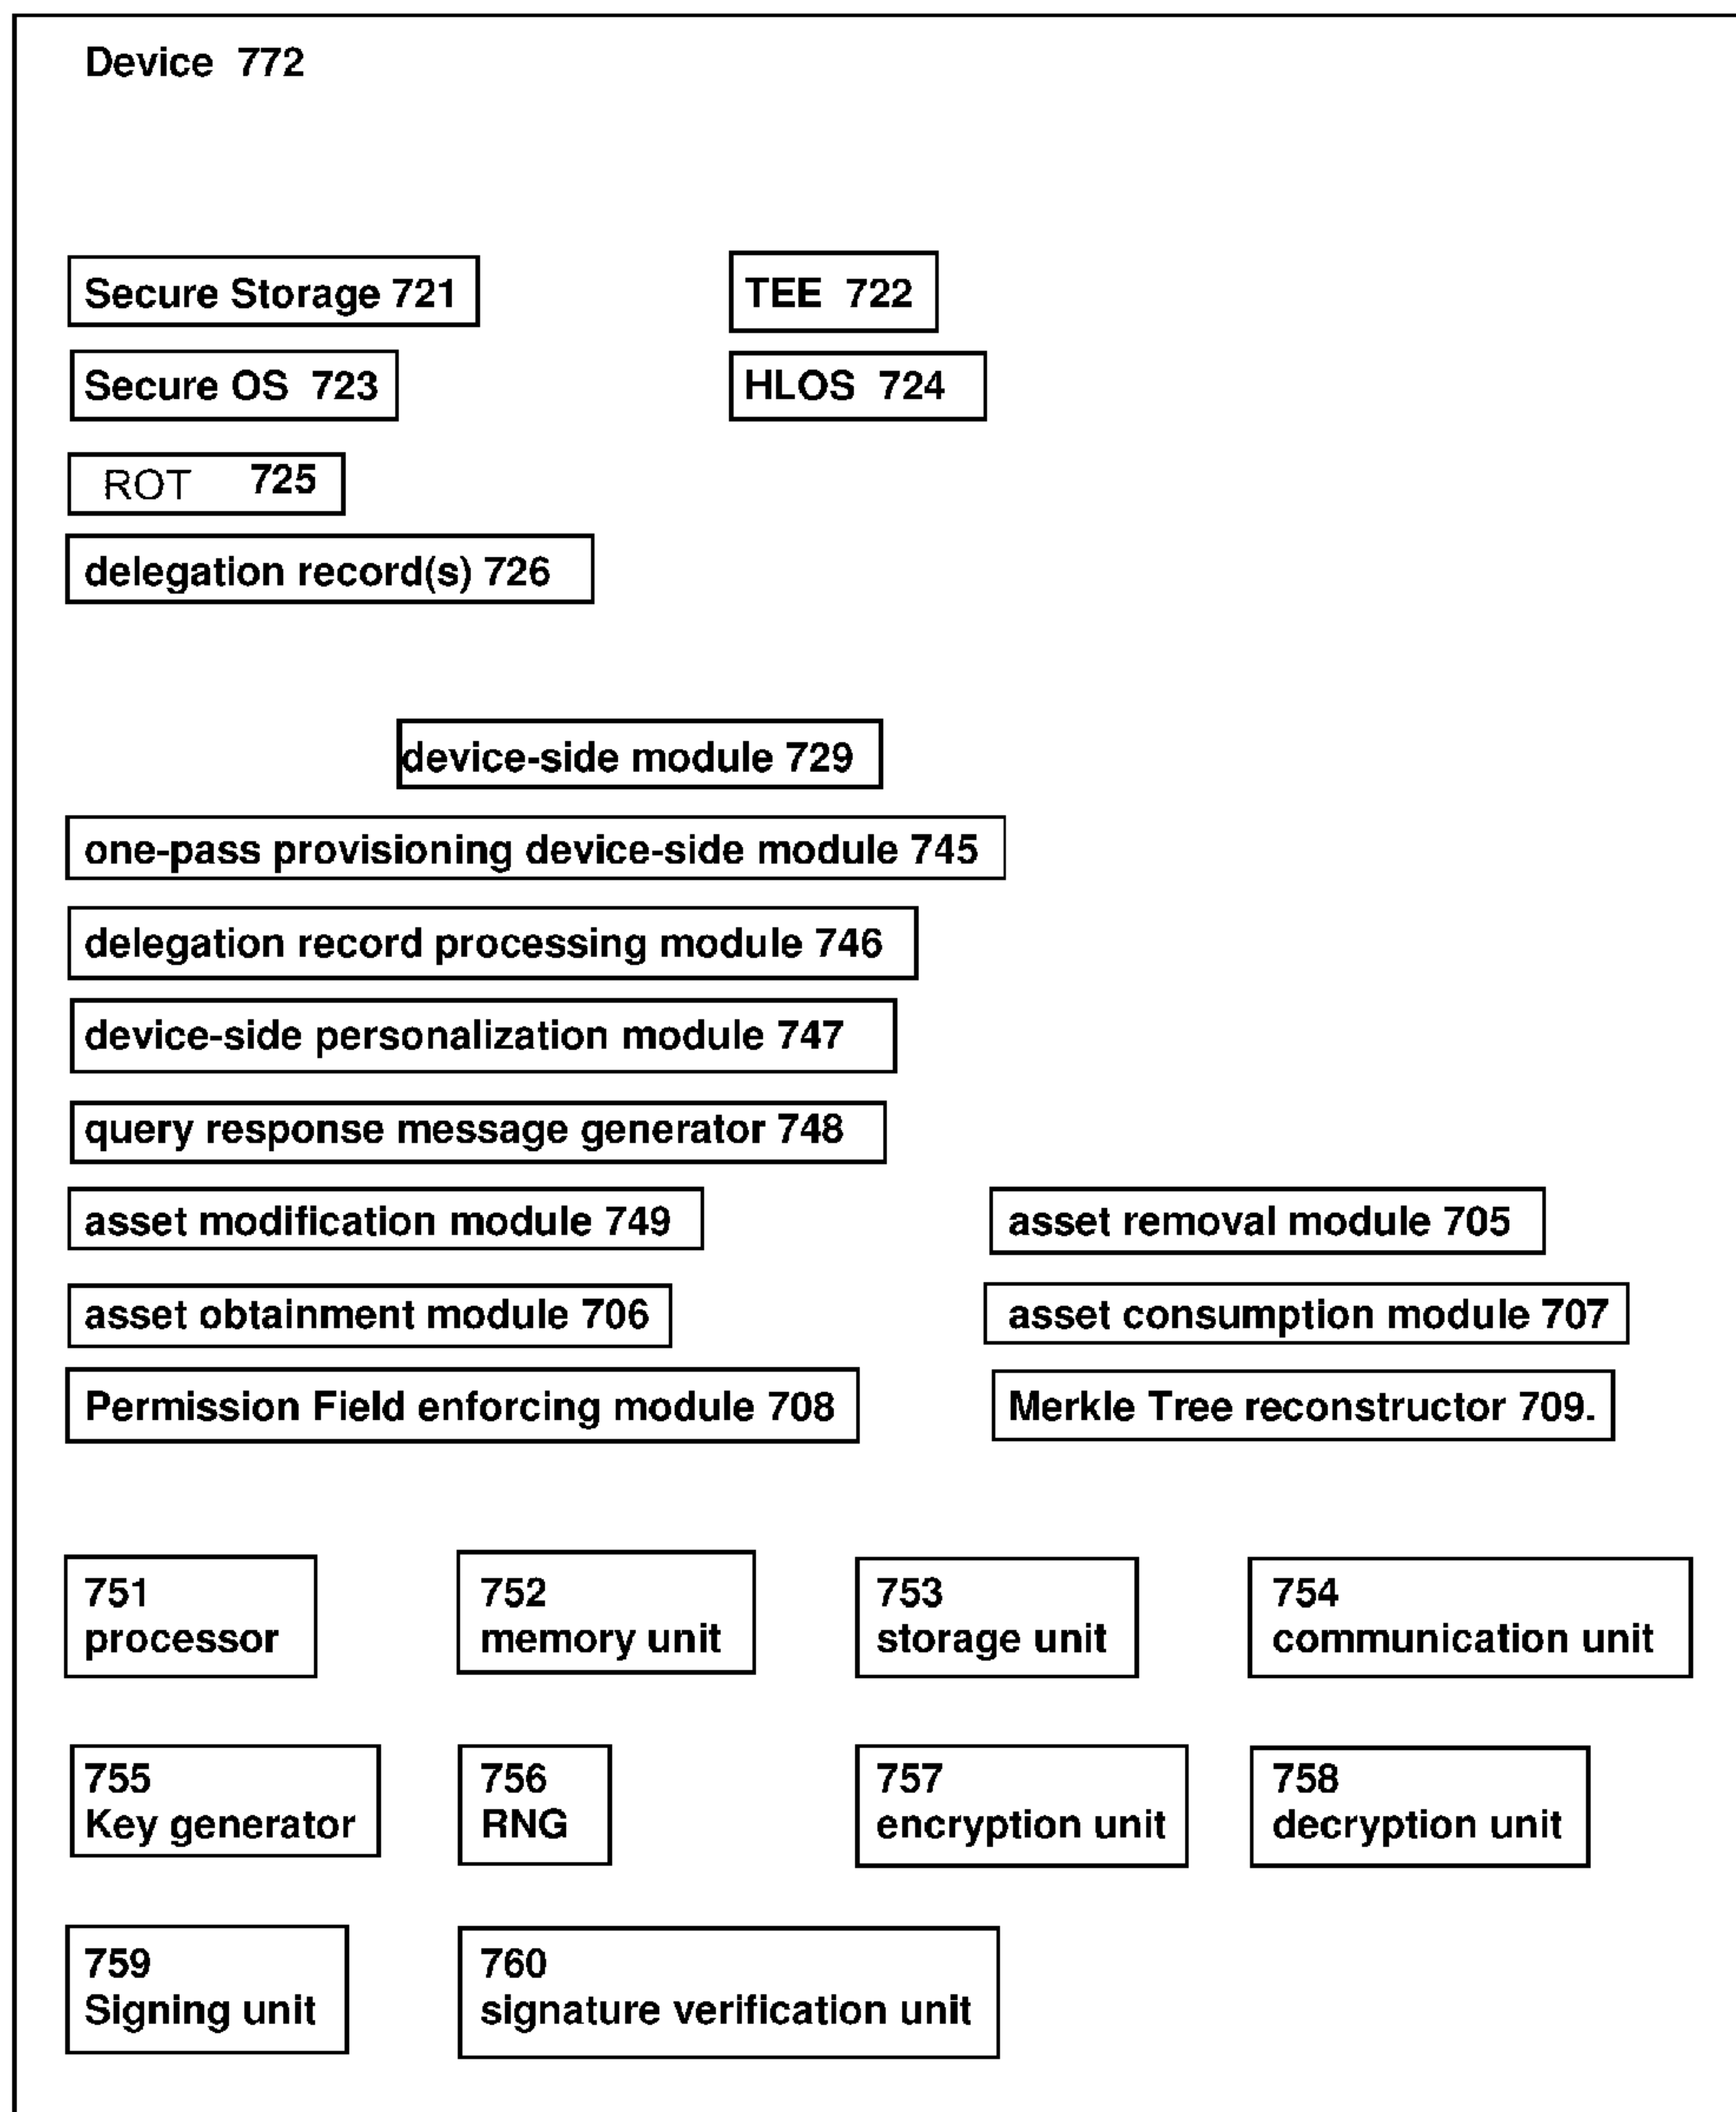 Device 772
Secure Storage 721
TEE 722
Secure OS 723
HLOS 724
ROT 725
delegation record(s) 726
device-side module 729
one-pass provisioning device-side module 745
delegation record processing module 746
device-side personalization module 747
query response message generator 748
asset modification module 749
asset removal module 705
asset obtainment module 706
asset consumption module 707
Permission Field enforcing module 708
Merkle Tree reconstructor 709.
751
processor
752
memory unit
753
storage unit
754
communication unit
755
Key generator
756
RNG
757
encryption unit
758
decryption unit
759
Signing unit
760
signature verification unit